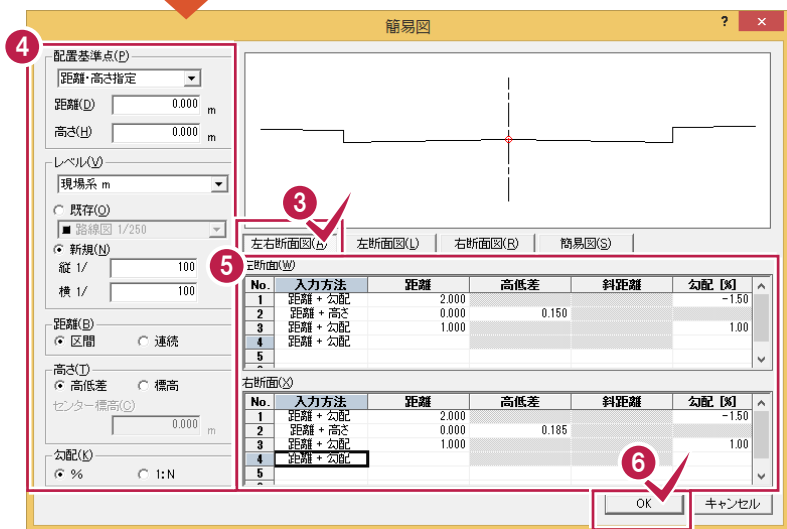 簡易図 ? ×
4
配置基準点(P)
距離・高さ指定
距離(D) 0.000 m
高さ(H) 0.000 m
レベル(V)
現場系 m
既存(O)
路線図 1/250
新規(N)
縦 1/ 100
横 1/ 100
距離(B)
区間 連続
高さ(T)
高低差 標高
センター標高(C)
0.000 m
勾配(K)
% 1:N
3
左右断面図(A) 左断面図(L) 右断面図(R) 簡易図(S)
5
左断面(W)
No. 入力方法 距離 高低差 斜距離 勾配 [%]
1 距離 + 勾配 2.000 -1.50
2 距離 + 高さ 0.000 0.150
3 距離 + 勾配 1.000 1.00
4 距離 + 勾配
5
右断面(X)
No. 入力方法 距離 高低差 斜距離 勾配 [%]
1 距離 + 勾配 2.000 -1.50
2 距離 + 高さ 0.000 0.185
3 距離 + 勾配 1.000 1.00
4 距離 + 勾配
5
6
OK キャンセル